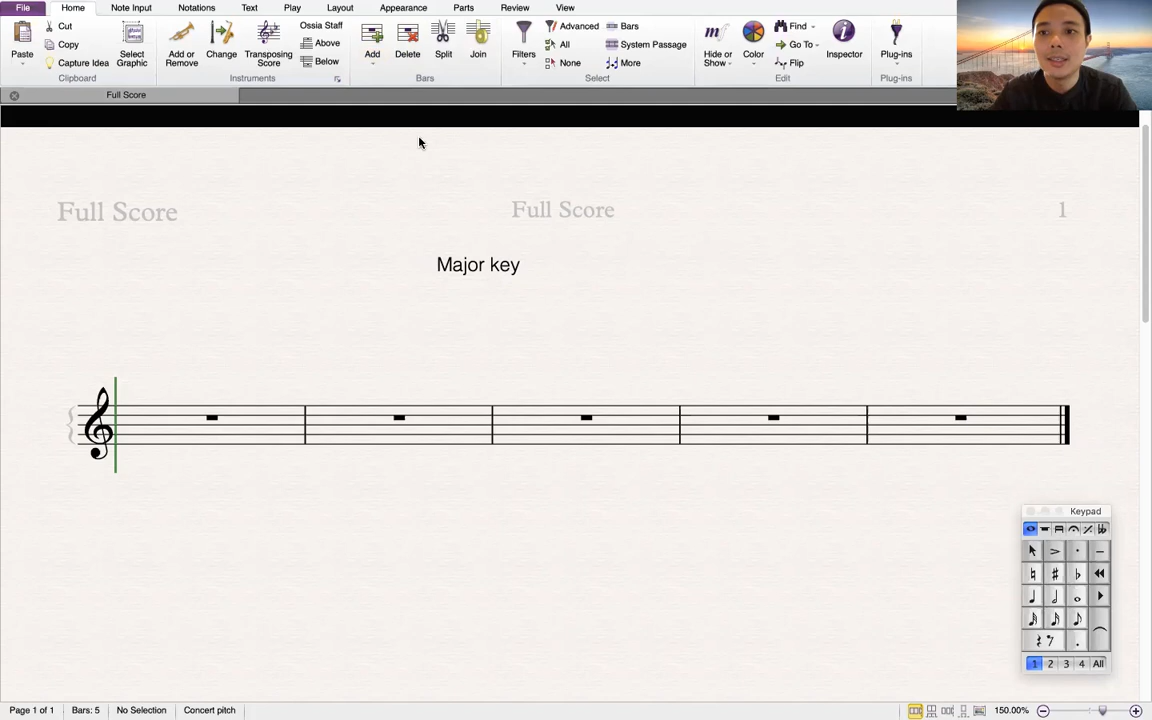 File Home Note Input Notations Text Play Layout Appearance Parts Review View
Paste Cut Copy Capture Idea Select Graphic Clipboard
Add or Remove Change Transposing Score Ossia Staff Above Below Instruments
Add Delete Split Join Bars
Filters Advanced All None Bars System Passage More Select
Hide or Show Color Find Go To Flip Inspector Edit
Plug-ins Plug-ins
Full Score
Full Score Full Score 1
Major key
Keypad
1 2 3 4 All
Page 1 of 1 Bars: 5 No Selection Concert pitch 150.00%